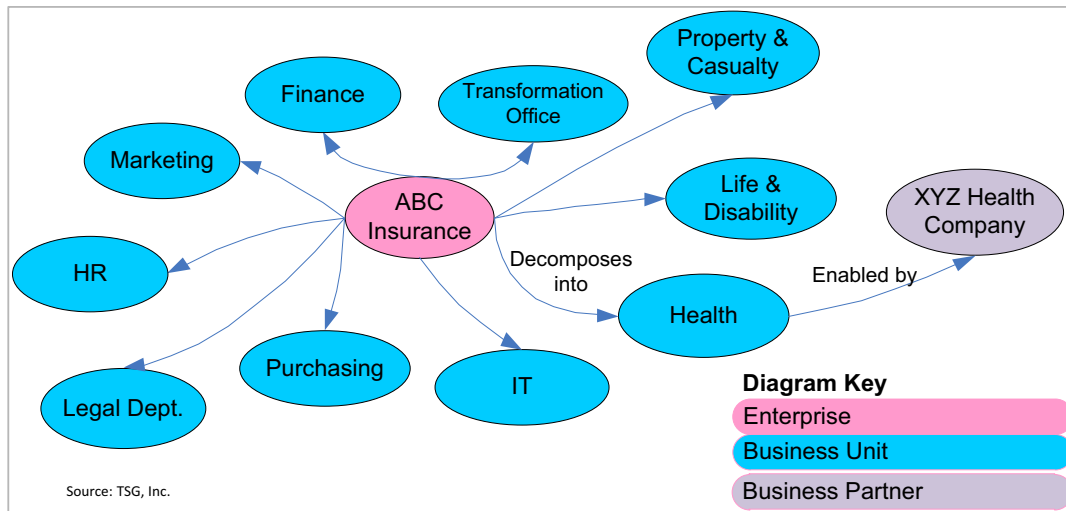 Property &
Casualty
Finance
Transformation
Office
Marketing
ABC
Insurance
Life &
Disability
XYZ Health
Company
HR
Decomposes
into
Enabled by
Health
Purchasing
IT
Legal Dept.
Diagram Key
Enterprise
Business Unit
Business Partner
Source: TSG, Inc.